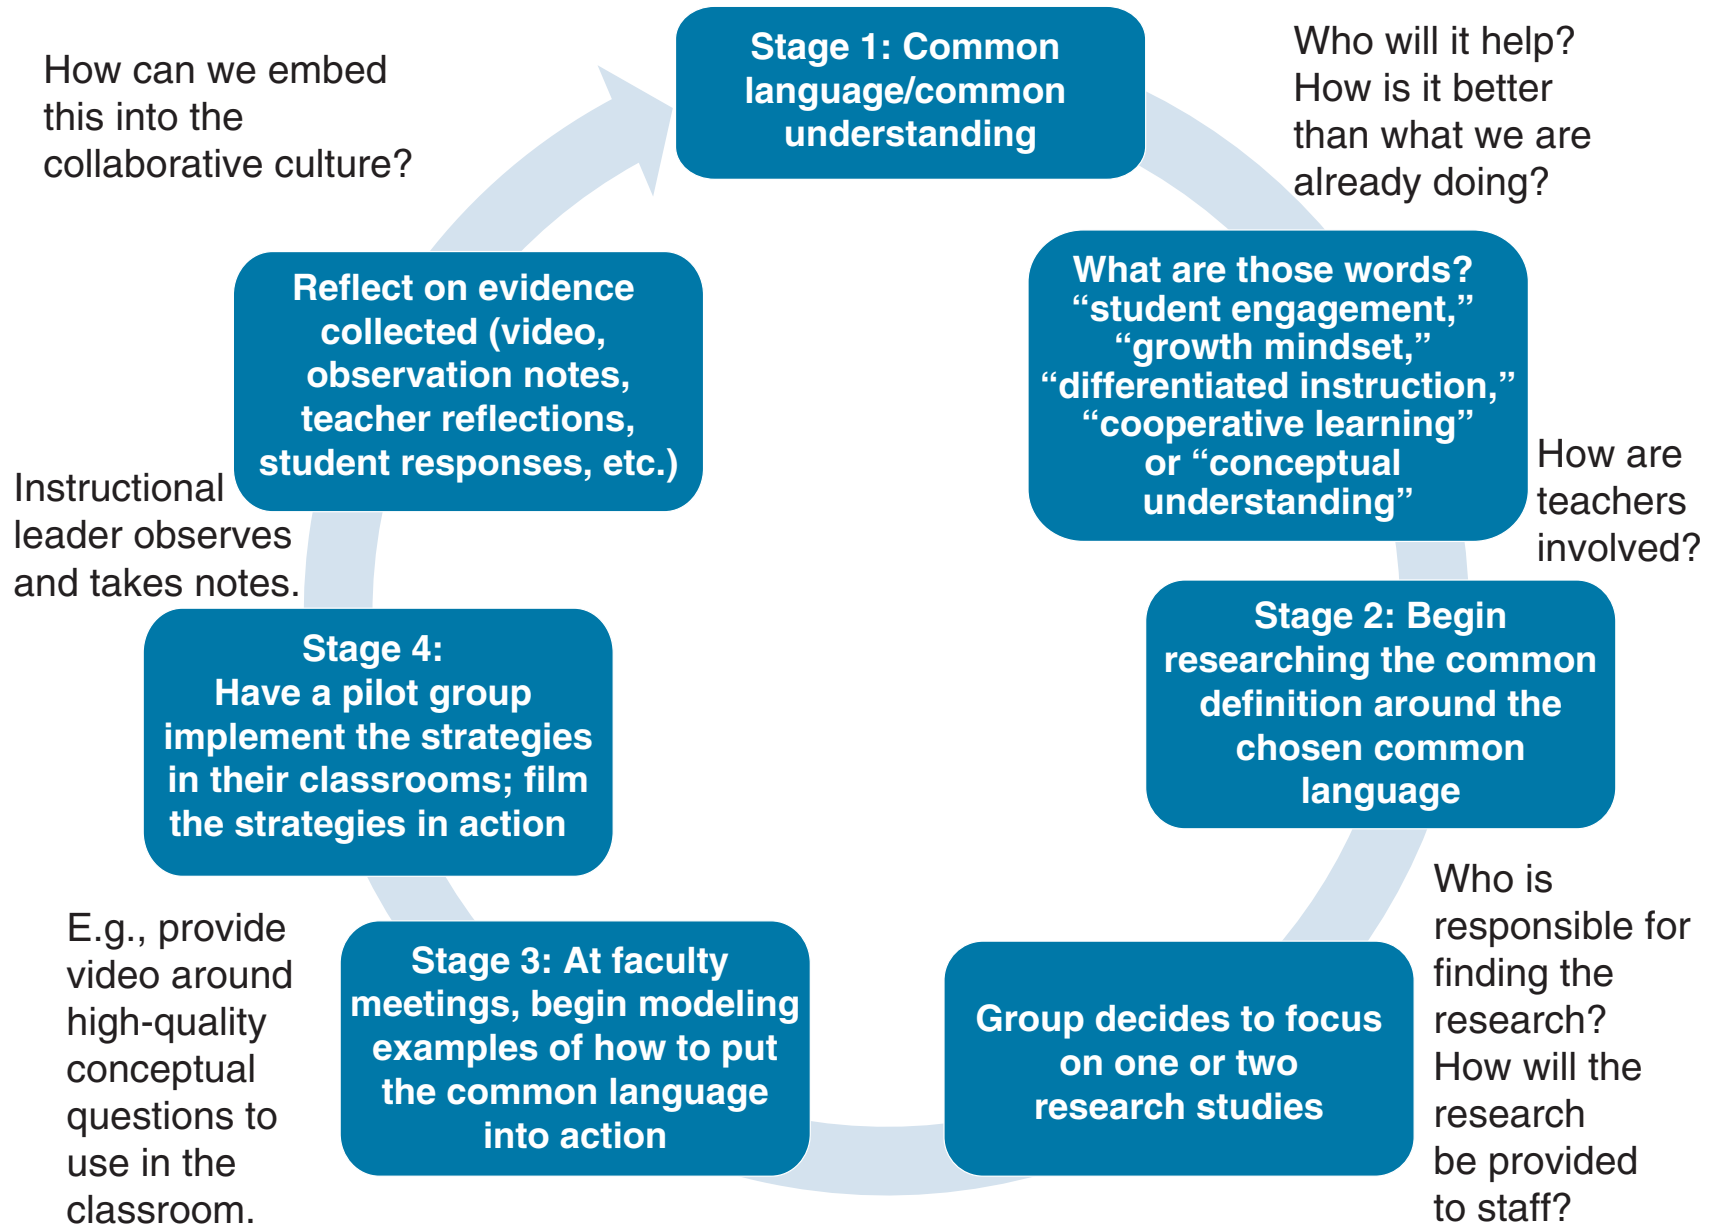 Stage 1: Common
language/common
understanding
Who will it help?
How is it better
than what we are
already doing?
What are those words?
“student engagement,”
“growth mindset,”
“differentiated instruction,”
“cooperative learning”
or “conceptual
understanding”
How are
teachers
involved?
Stage 2: Begin
researching the common
definition around the
chosen common
language
Who is
responsible for
finding the
research?
How will the
research
be provided
to staff?
Group decides to focus
on one or two
research studies
Stage 3: At faculty
meetings, begin modeling
examples of how to put
the common language
into action
E.g., provide
video around
high-quality
conceptual
questions to
use in the
classroom.
Stage 4:
Have a pilot group
implement the strategies
in their classrooms; film
the strategies in action
Instructional
leader observes
and takes notes.
Reflect on evidence
collected (video,
observation notes,
teacher reflections,
student responses, etc.)
How can we embed
this into the
collaborative culture?